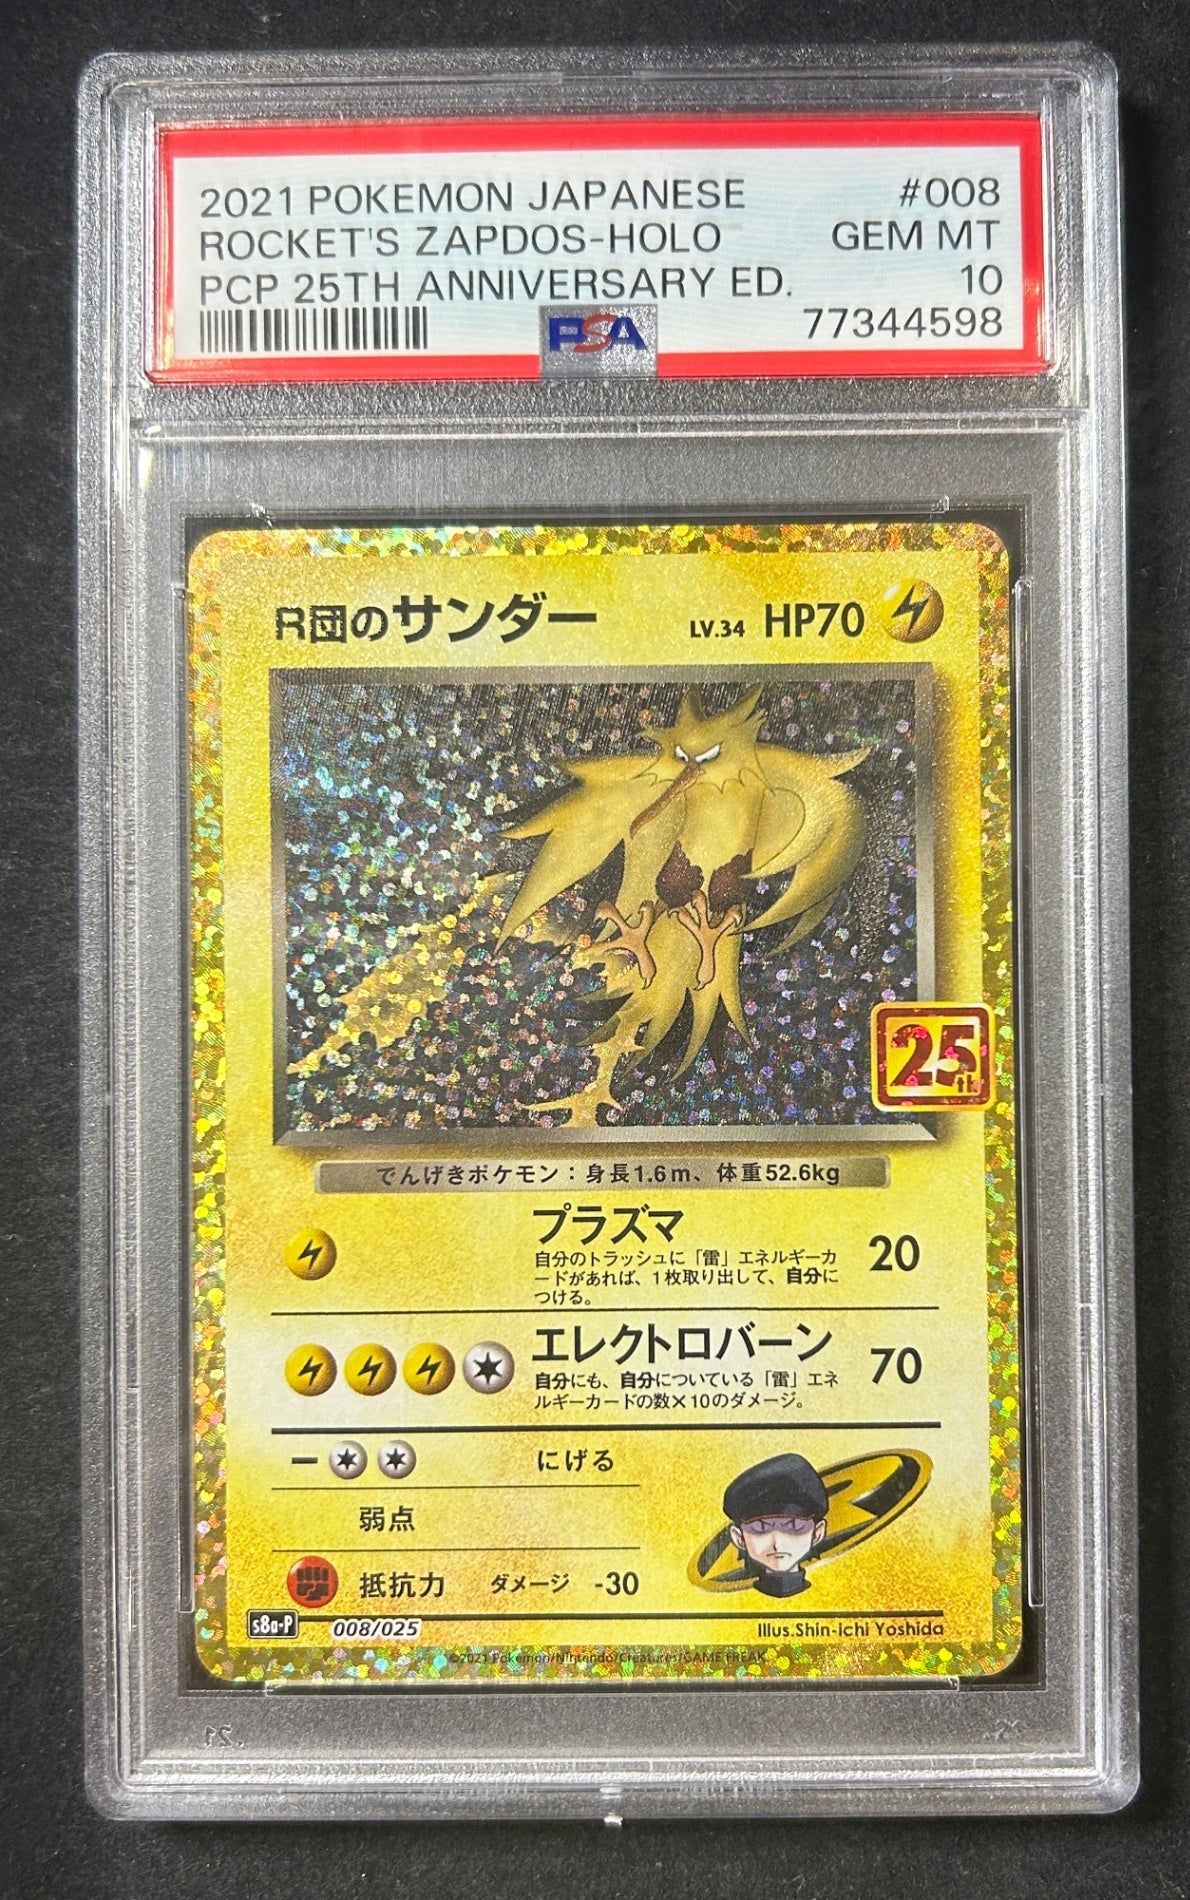 2021 POKEMON JAPANESE #008
ROCKET'S ZAPDOS-HOLO GEM MT
PCP 25TH ANNIVERSARY ED. 10
PSA 77344598
R団のサンダー LV.34 HP70
25th
でんげきポケモン：身長1.6m、体重52.6kg
プラズマ 20
自分のトラッシュに「雷」エネルギーカ
ードがあれば、1枚取り出して、自分に
つける。
エレクトロバーン 70
自分にも、自分についている「雷」エネ
ルギーカードの数×10のダメージ。
にげる
弱点
抵抗力 ダメージ -30
s8a-P 008/025 Illus.Shin-ichi Yoshida
©2021 Pokémon/Nintendo/Creatures/GAME FREAK